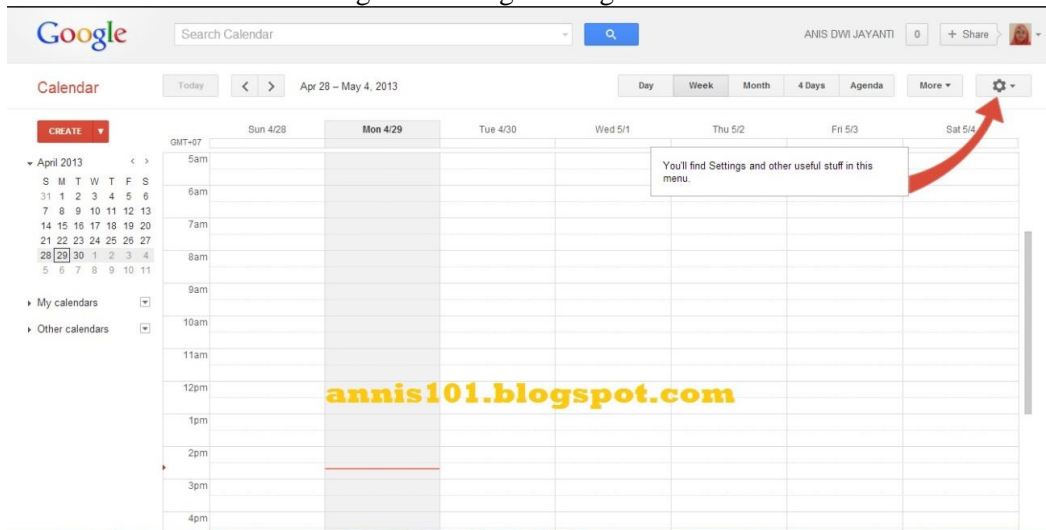 Google
Search Calendar
ANIS DWI JAYANTI 0 + Share
Calendar
Today Apr 28 – May 4, 2013 Day Week Month 4 Days Agenda More
CREATE
Sun 4/28 Mon 4/29 Tue 4/30 Wed 5/1 Thu 5/2 Fri 5/3 Sat 5/4
GMT+07
April 2013
S M T W T F S
31 1 2 3 4 5 6
7 8 9 10 11 12 13
14 15 16 17 18 19 20
21 22 23 24 25 26 27
28 29 30 1 2 3 4
5 6 7 8 9 10 11
My calendars
Other calendars
5am
You'll find Settings and other useful stuff in this
menu.
6am
7am
8am
9am
10am
11am
12pm
annis101.blogspot.com
1pm
2pm
3pm
4pm